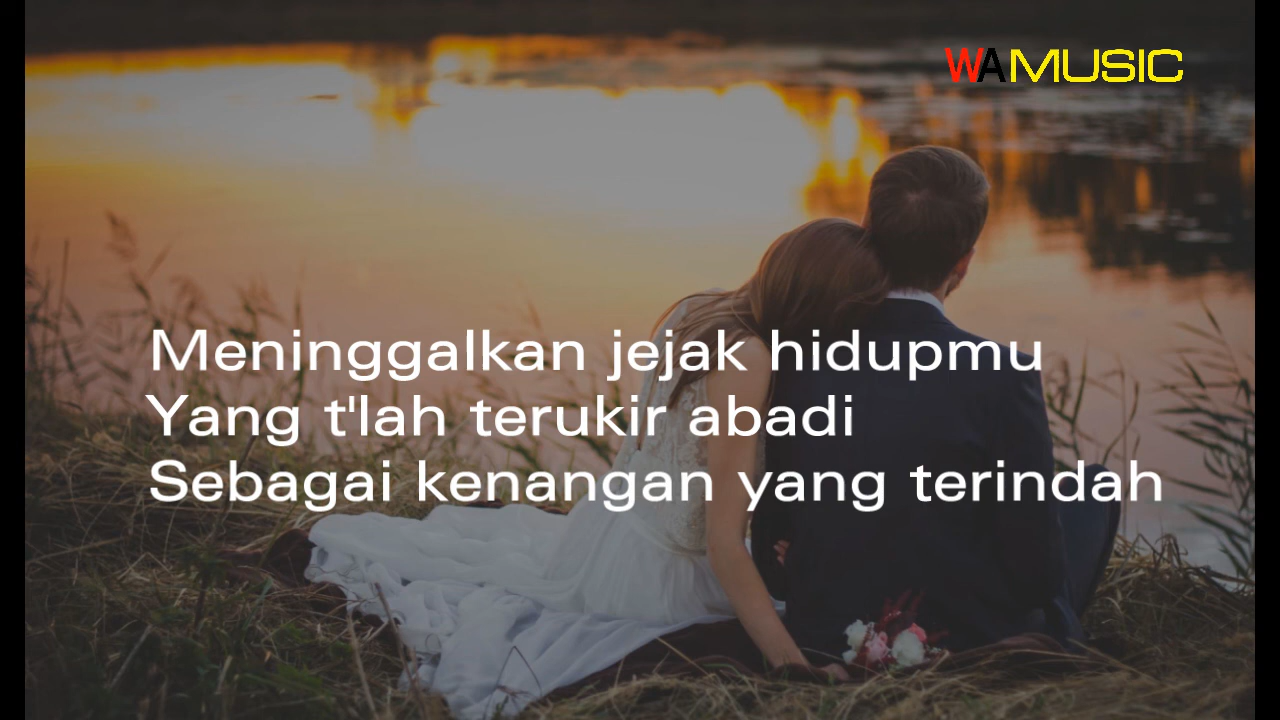 WAMUSIC
Meninggalkan jejak hidupmu
Yang t'lah terukir abadi
Sebagai kenangan yang terindah